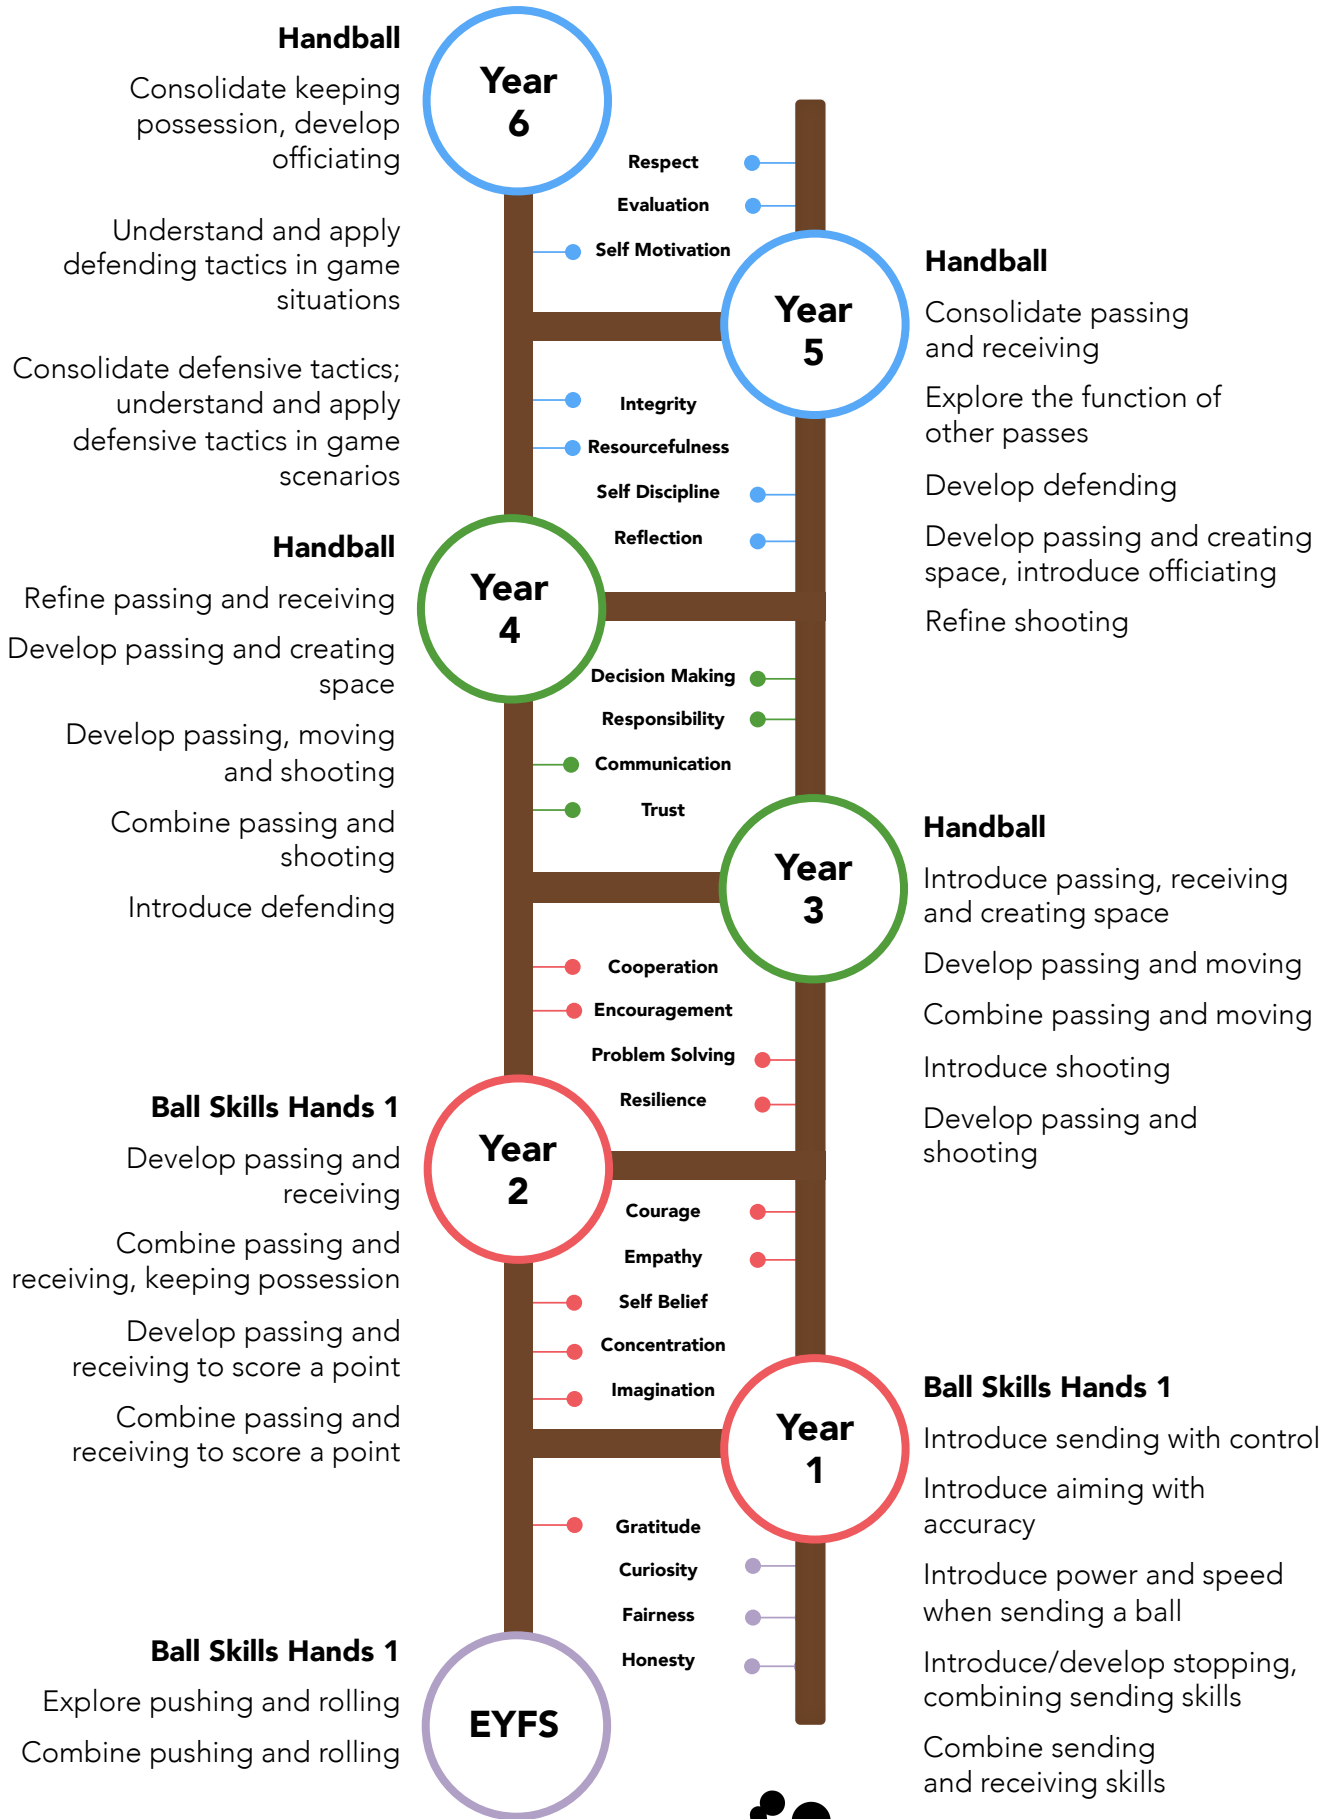 Handball
Consolidate keeping
possession, develop
officiating
Understand and apply
defending tactics in game
situations
Consolidate defensive tactics;
understand and apply
defensive tactics in game
scenarios
Year
6
Respect
Evaluation
Self Motivation
Year
5
Handball
Consolidate passing
and receiving
Explore the function of
other passes
Develop defending
Develop passing and creating
space, introduce officiating
Refine shooting
Integrity
Resourcefulness
Self Discipline
Reflection
Handball
Refine passing and receiving
Develop passing and creating
space
Develop passing, moving
and shooting
Combine passing and
shooting
Introduce defending
Year
4
Decision Making
Responsibility
Communication
Trust
Year
3
Handball
Introduce passing, receiving
and creating space
Develop passing and moving
Combine passing and moving
Introduce shooting
Develop passing and
shooting
Cooperation
Encouragement
Problem Solving
Resilience
Ball Skills Hands 1
Develop passing and
receiving
Combine passing and
receiving, keeping possession
Develop passing and
receiving to score a point
Combine passing and
receiving to score a point
Year
2
Courage
Empathy
Self Belief
Concentration
Imagination
Year
1
Ball Skills Hands 1
Introduce sending with control
Introduce aiming with
accuracy
Introduce power and speed
when sending a ball
Introduce/develop stopping,
combining sending skills
Combine sending
and receiving skills
Gratitude
Curiosity
Fairness
Honesty
Ball Skills Hands 1
Explore pushing and rolling
Combine pushing and rolling
EYFS